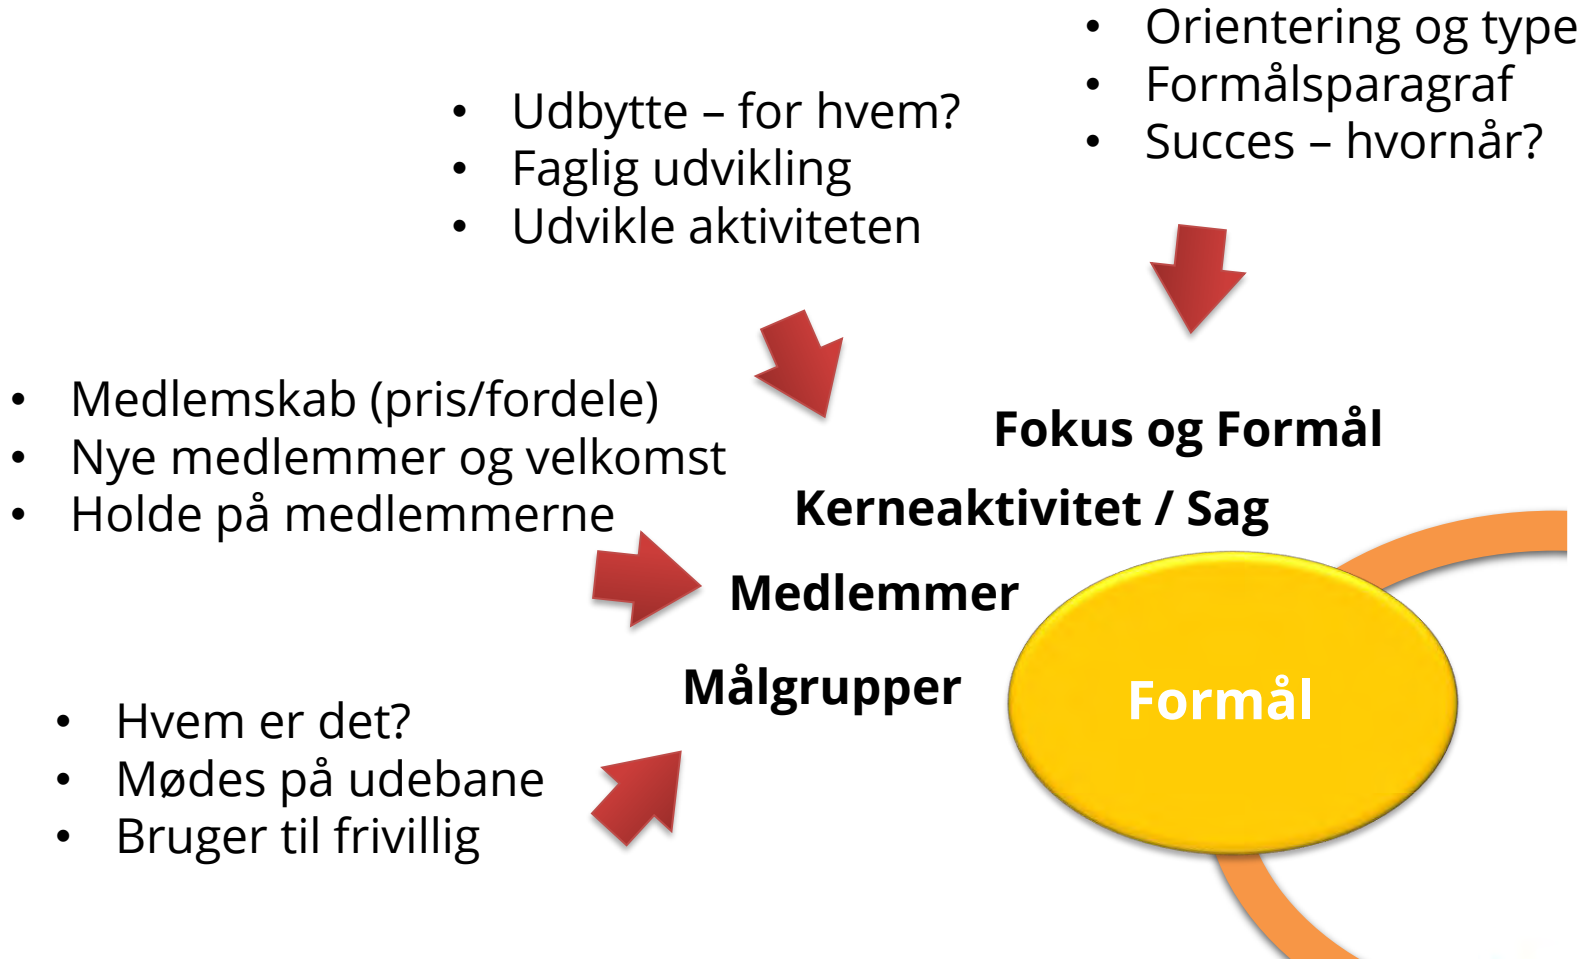 • Orientering og type
• Formålsparagraf
• Succes – hvornår?
• Udbytte – for hvem?
• Faglig udvikling
• Udvikle aktiviteten
• Medlemskab (pris/fordele)
• Nye medlemmer og velkomst
• Holde på medlemmerne
Fokus og Formål
Kerneaktivitet / Sag
Medlemmer
Målgrupper
Formål
• Hvem er det?
• Mødes på udebane
• Bruger til frivillig